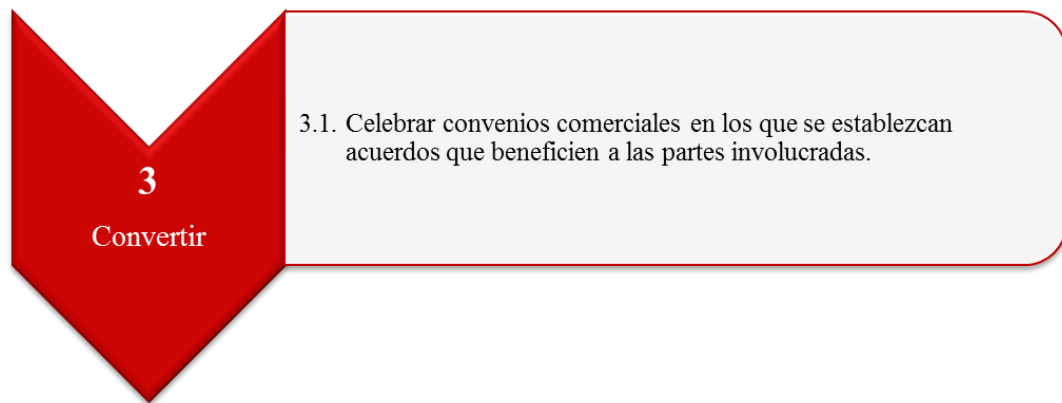 3
Convertir
3.1. Celebrar convenios comerciales en los que se establezcan
acuerdos que beneficien a las partes involucradas.